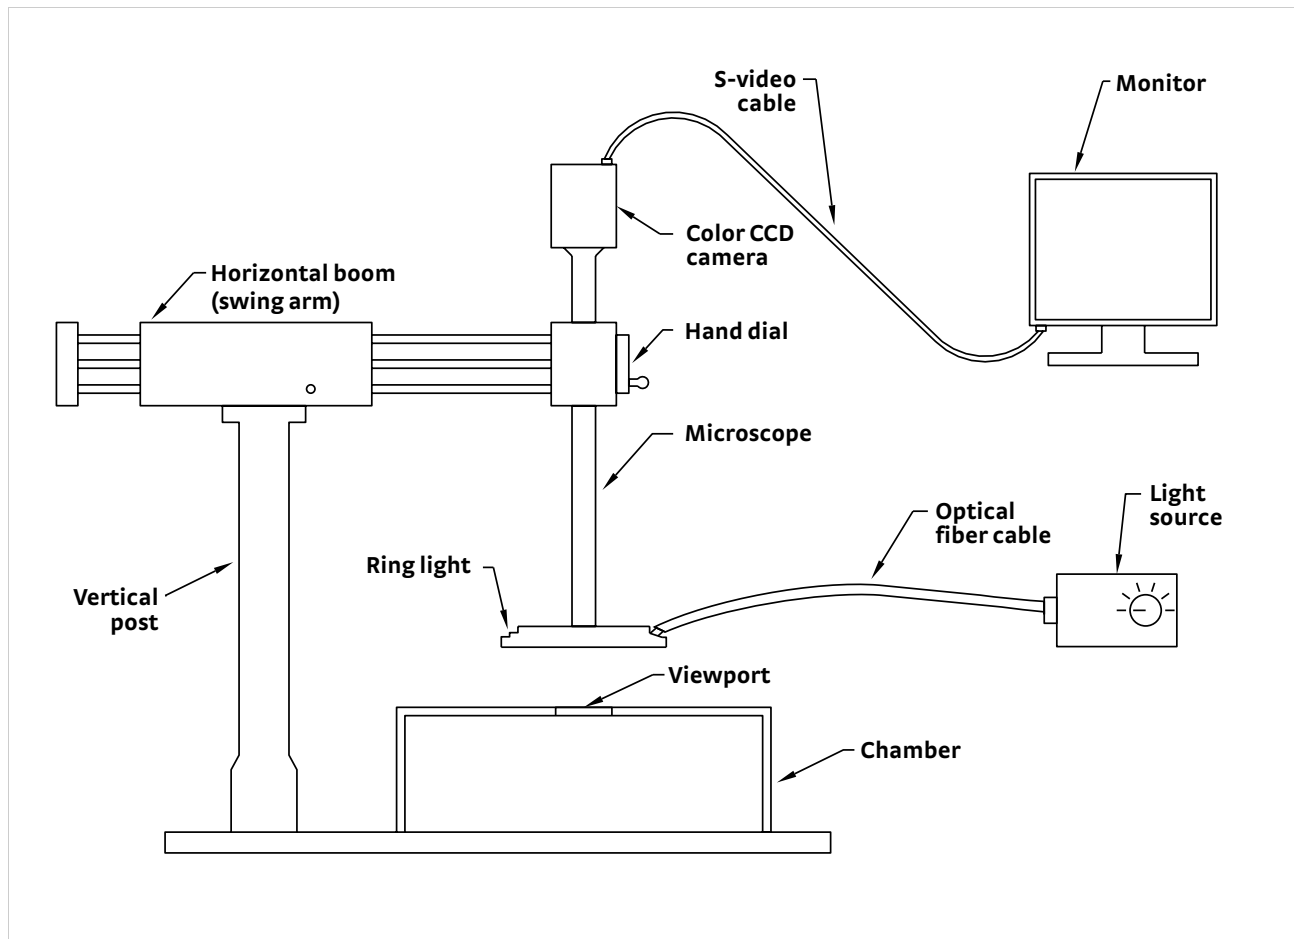 S-video
cable
Monitor
Color CCD
camera
Horizontal boom
(swing arm)
Hand dial
Microscope
Light
source
Optical
fiber cable
Ring light
Vertical
post
Viewport
Chamber